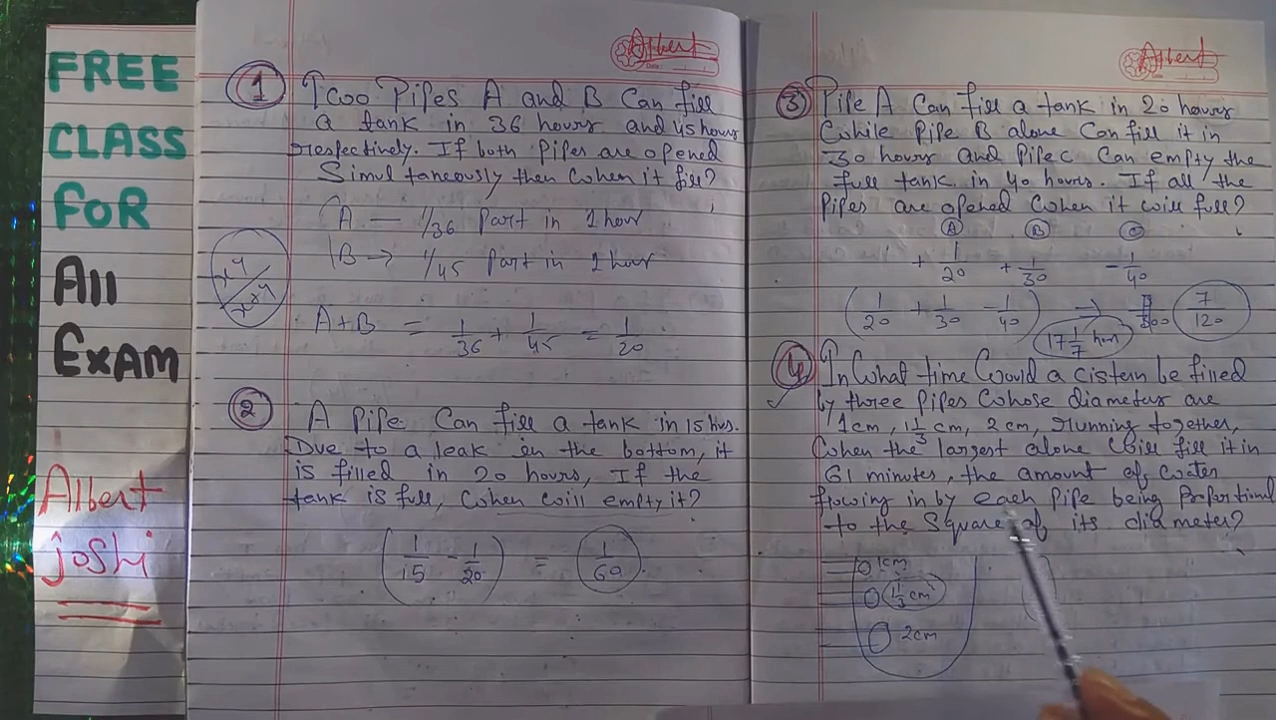 FREE
CLASS
FOR
All
ExAM
Albert
joshi
Albert
1 Two Pipes A and B Can fill
a tank in 36 hours and 45 hours
respectively. If both Pipes are opened
Simul taneously then when it fill?
A — 1/36 Part in 1 hour
B → 1/45 Part in 1 hour
A+B = 1/36 + 1/45 = 1/20
2 A Pipe Can fill a tank in 15 hrs.
Due to a leak in the bottom, it
is filled in 20 hours, If the
tank is full, when will empty it?
(1/15 - 1/20) = 1/60
Albert
3 Pipe A Can fill a tank in 20 hours
while Pipe B alone Can fill it in
30 hours and Pipe C Can empty the
full tank in 40 hours. If all the
Pipes are opened when it will full?
A B C
+ 1/20 + 1/30 - 1/40
(1/20 + 1/30 - 1/40) → 7/120
17 1/7 hour
4 In what time would a cistern be filled
by three Pipes whose diameters are
1cm, 1 1/3 cm, 2 cm, running together,
when the largest alone will fill it in
61 minutes, the amount of water
flowing in by each Pipe being Proportional
to the Square of its diameter?
1cm
1 1/3 cm
2cm